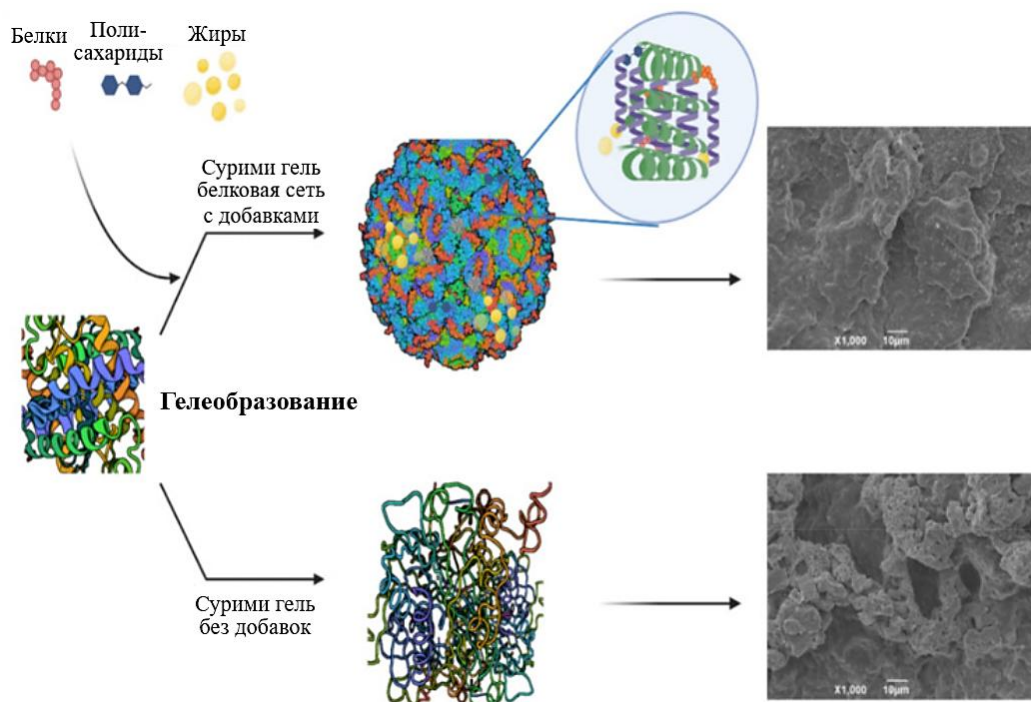 Белки
Поли-
сахариды
Жиры
Сурими гель
белковая сеть
с добавками
X1,000 10µm
Гелеобразование
Сурими гель
без добавок
X1,000 10µm